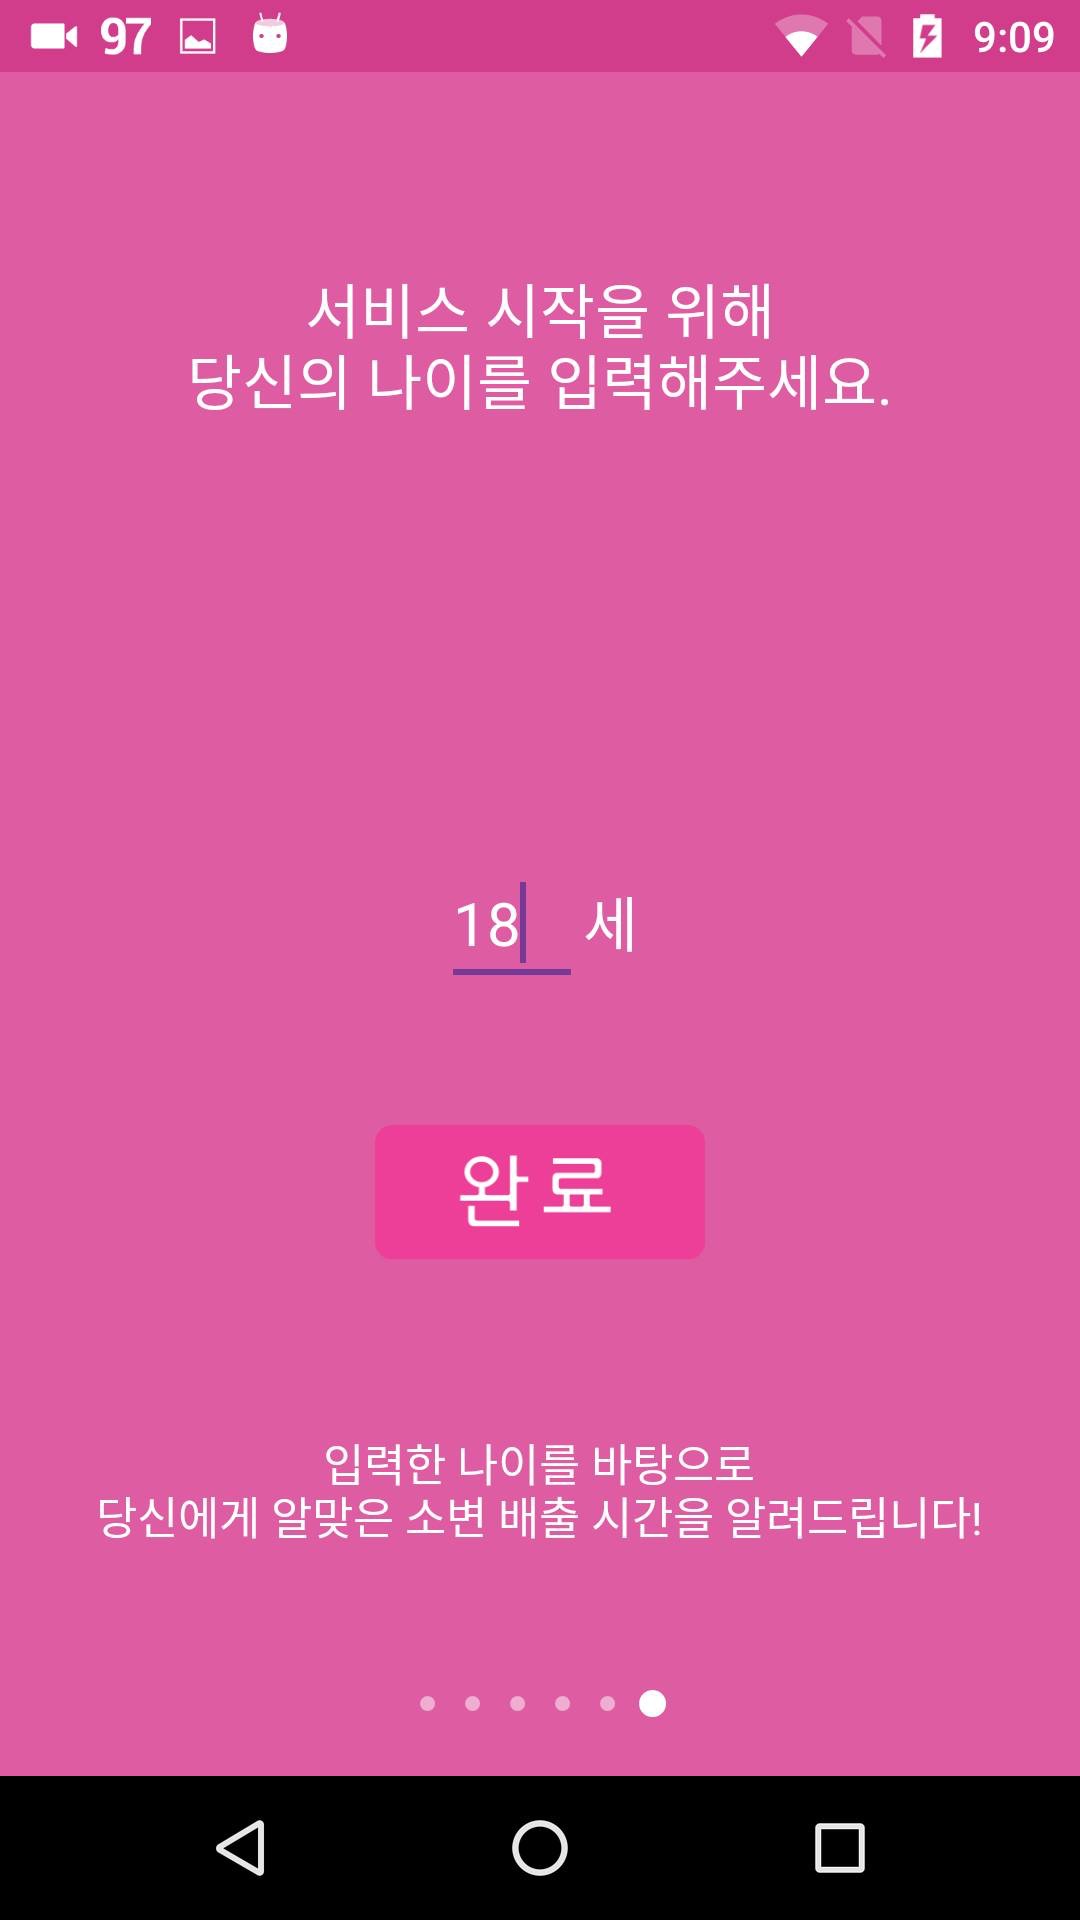 97
9:09
서비스 시작을 위해
당신의 나이를 입력해주세요.
18 세
완료
입력한 나이를 바탕으로
당신에게 알맞은 소변 배출 시간을 알려드립니다!